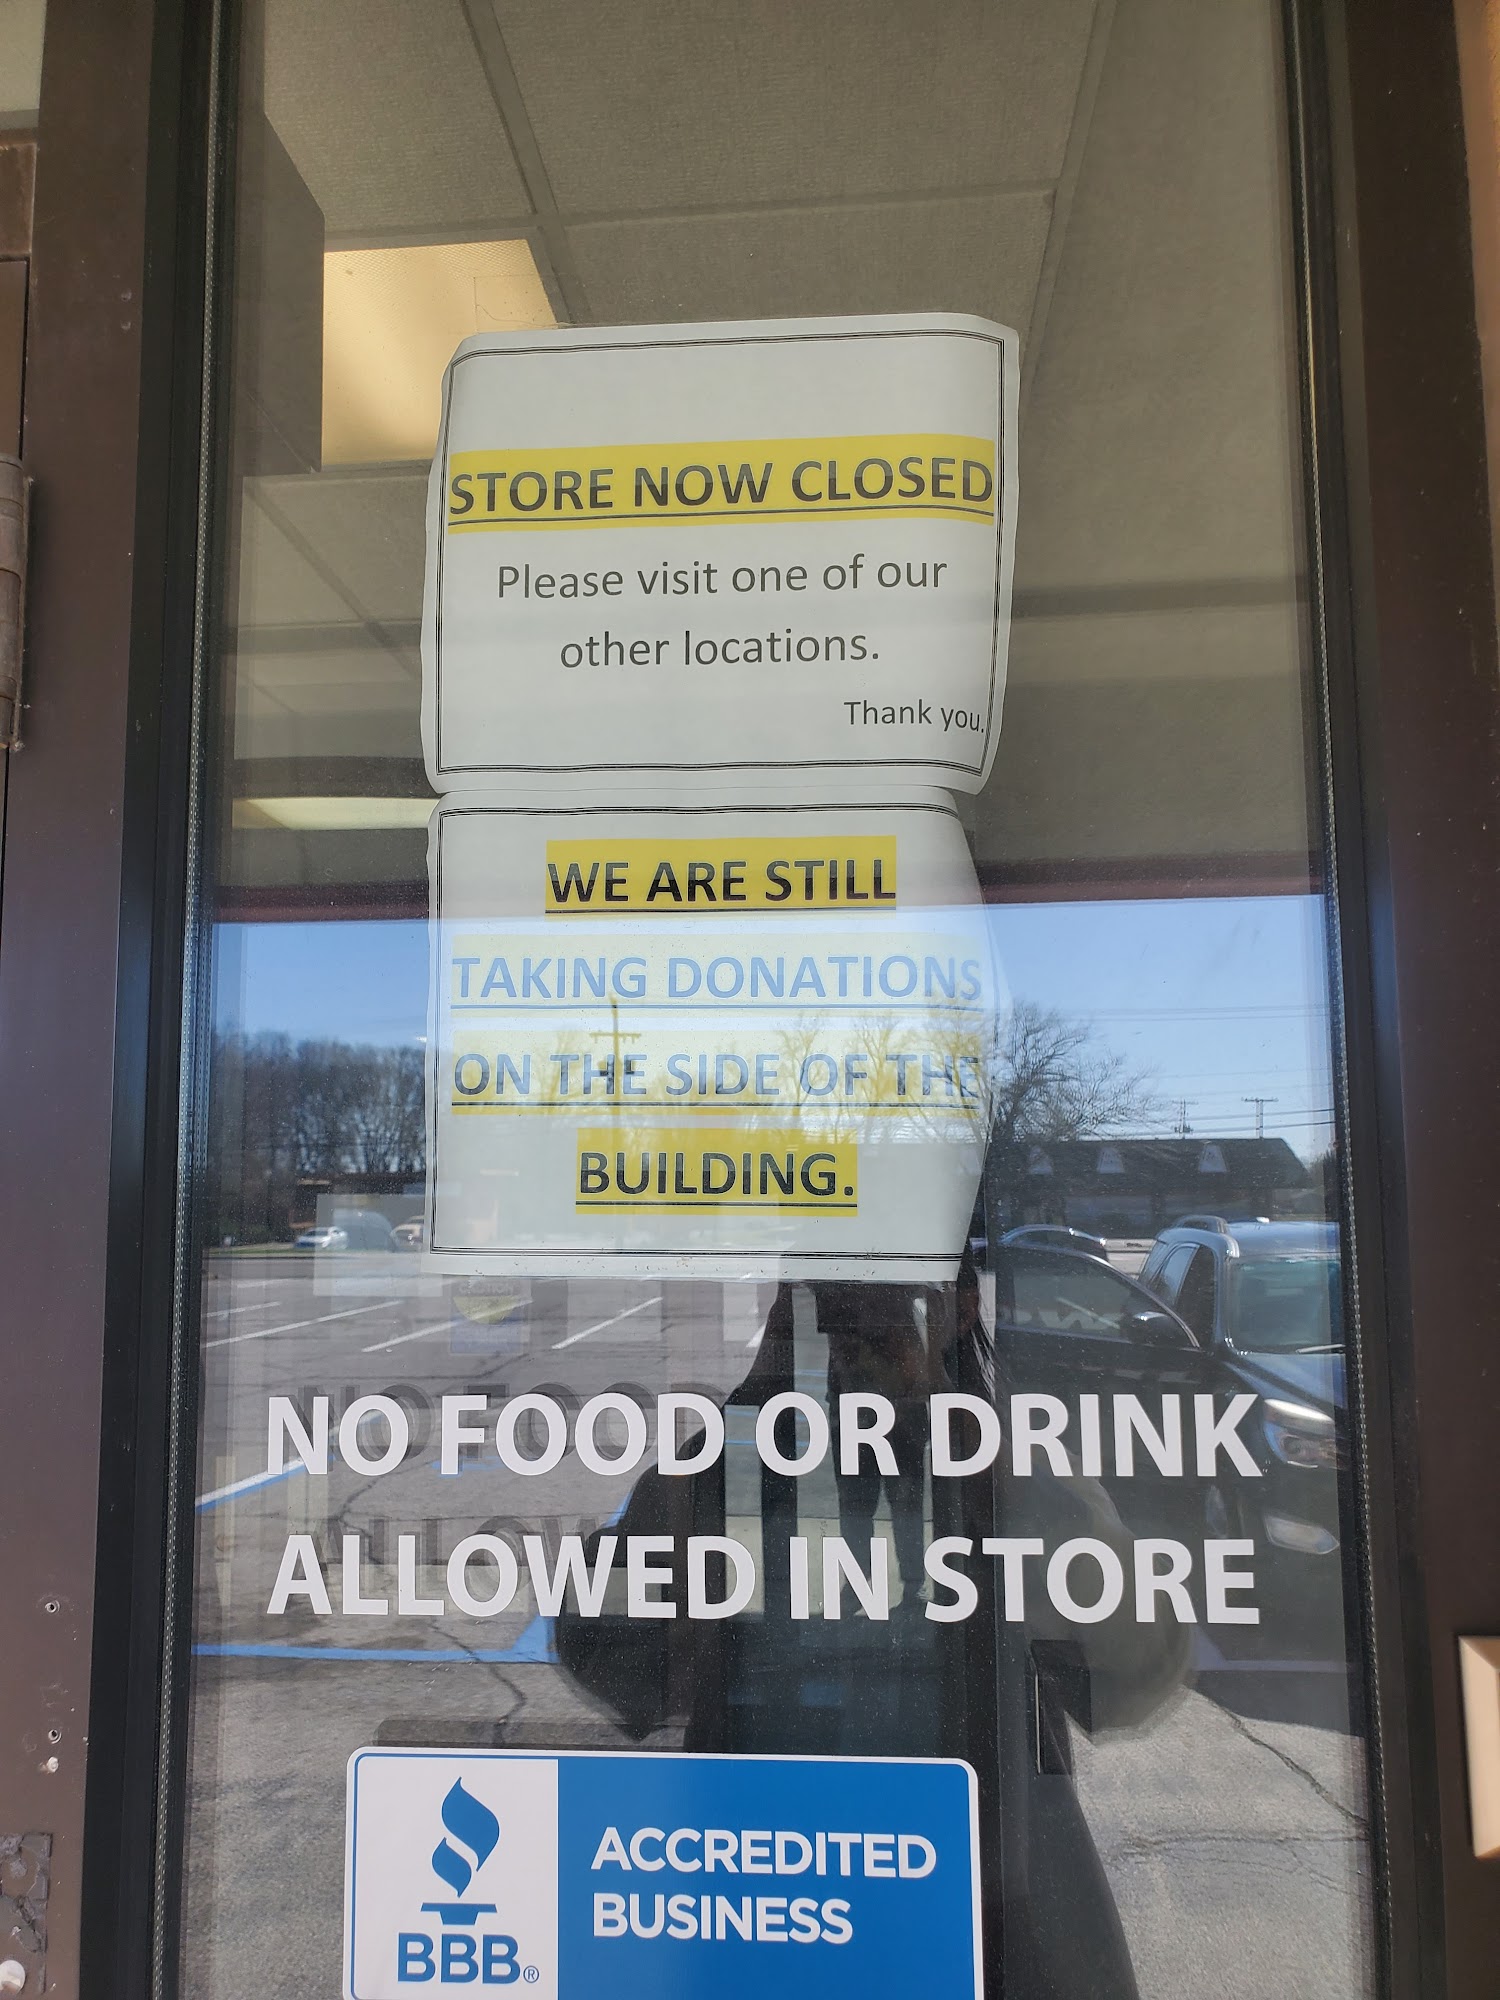 STORE NOW CLOSED
Please visit one of our
other locations.
Thank you.
WE ARE STILL
TAKING DONATIONS
ON THE SIDE OF THE
BUILDING.
NO FOOD OR DRINK
ALLOWED IN STORE
ACCREDITED
BUSINESS
BBB®